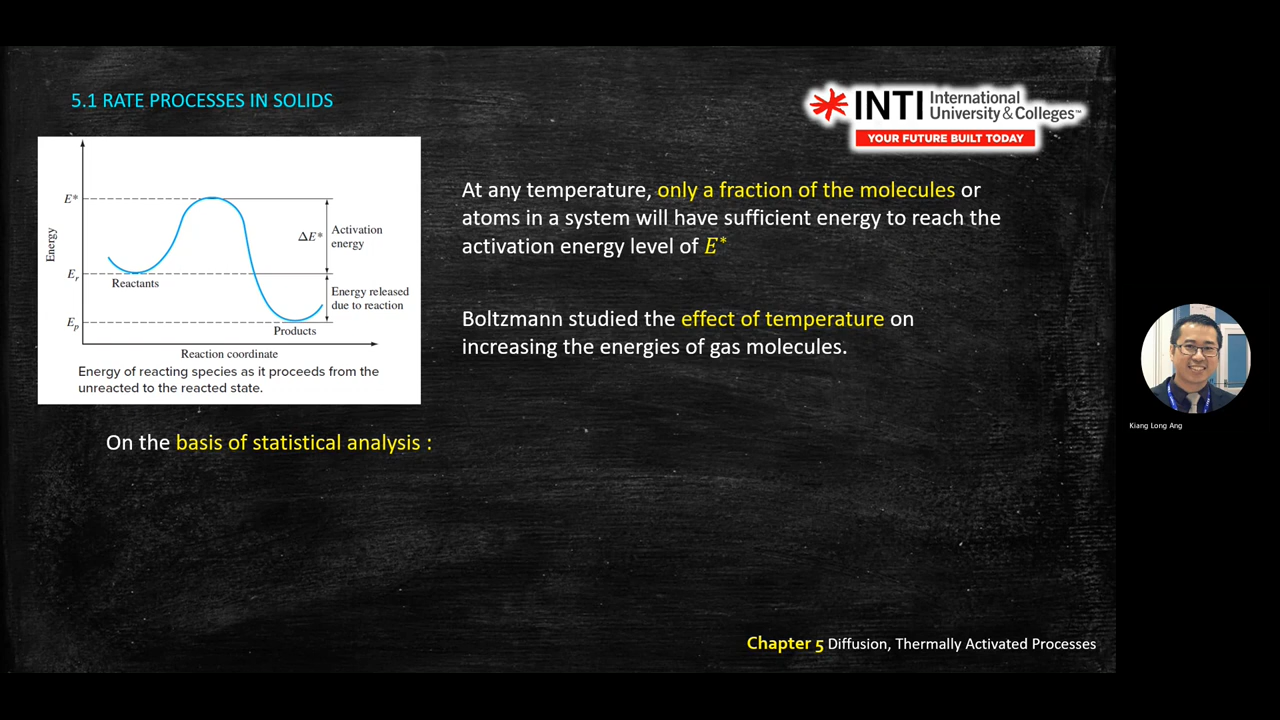 5.1 RATE PROCESSES IN SOLIDS
INTI International
University & Colleges™
YOUR FUTURE BUILT TODAY
E*
Energy
ΔE*
Activation
energy
Er
Reactants
Energy released
due to reaction
Ep
Products
Reaction coordinate
Energy of reacting species as it proceeds from the
unreacted to the reacted state.
At any temperature, only a fraction of the molecules or
atoms in a system will have sufficient energy to reach the
activation energy level of E*
Boltzmann studied the effect of temperature on
increasing the energies of gas molecules.
On the basis of statistical analysis :
Kiang Long Ang
Chapter 5 Diffusion, Thermally Activated Processes